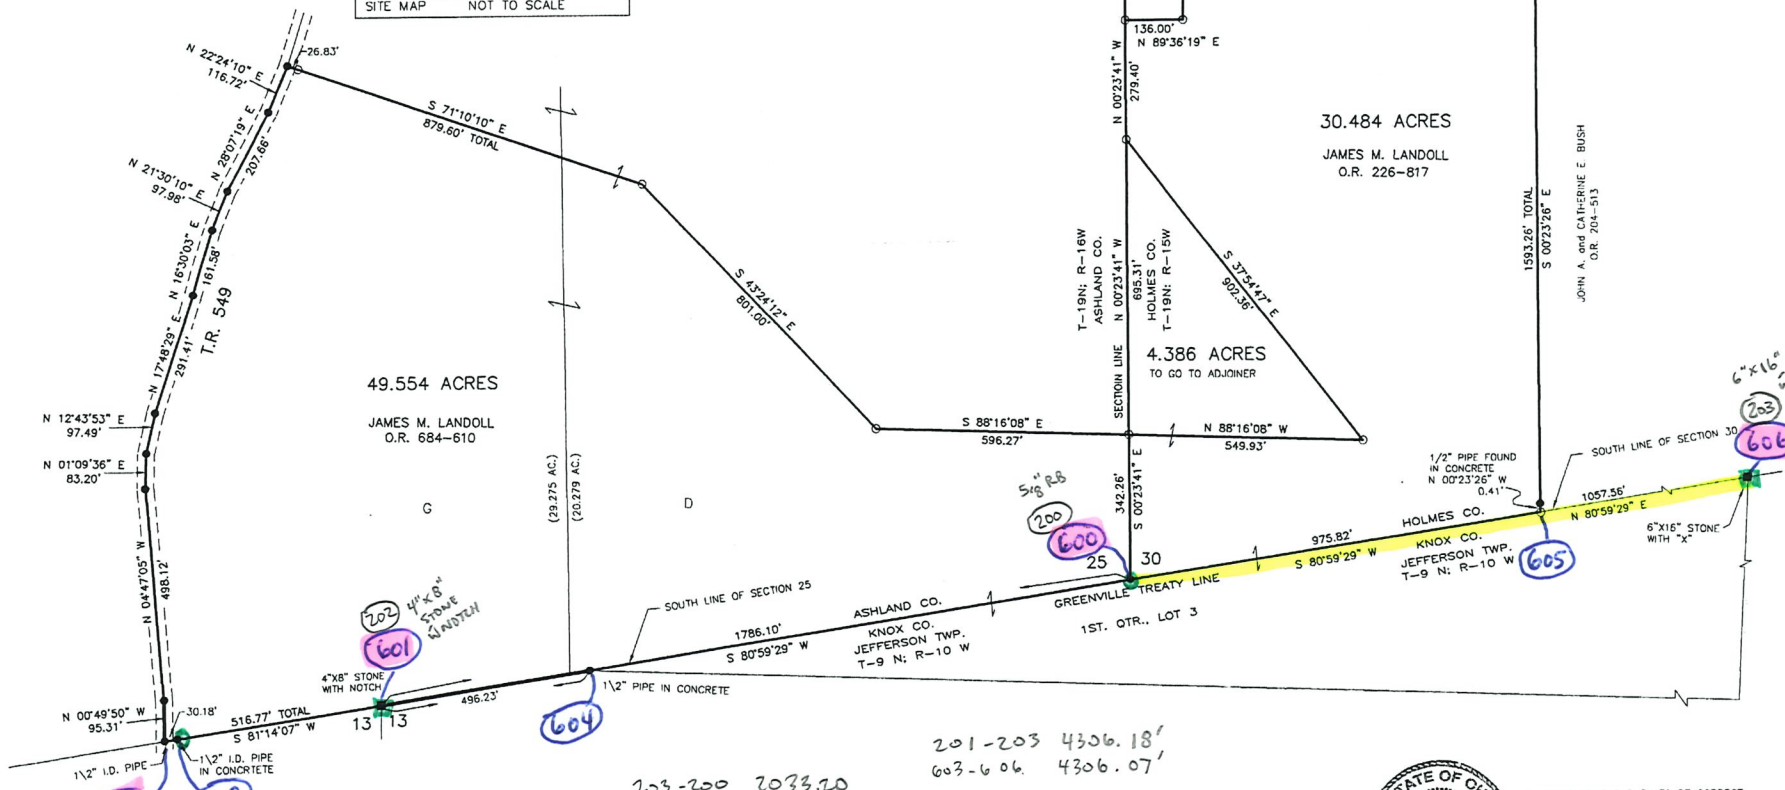 SITE MAP NOT TO SCALE
136.00'
N 89°36'19" E
N 00°23'41" W
279.40'
N 22°24'10" E
116.72'
26.83'
S 71°10'10" E
879.60' TOTAL
N 28°07'19" E
207.66'
N 21°30'10" E
97.98'
N 16°30'03" E
161.58'
T.R. 549
N 17°48'29" E
291.41'
N 12°43'53" E
97.49'
N 01°09'36" E
83.20'
N 04°47'05" W
498.12'
N 00°49'50" W
95.31'
30.18'
1\2" I.D. PIPE
1\2" I.D. PIPE
IN CONCRTETE
516.77' TOTAL
S 81°14'07" W
49.554 ACRES
JAMES M. LANDOLL
O.R. 684-610
G
D
(29.275 AC.)
(20.279 AC.)
S 43°24'12" E
801.00'
S 88°16'08" E
596.27'
30.484 ACRES
JAMES M. LANDOLL
O.R. 226-817
T-19N; R-16W
ASHLAND CO.
SECTIOIN LINE N 00°23'41" W
695.31'
HOLMES CO.
T-19N: R-15W
S 37°54'47" E
902.36'
4.386 ACRES
TO GO TO ADJOINER
N 88°16'08" W
549.93'
342.26'
S 00°23'41" E
1593.26' TOTAL
S 00°23'26" E
JOHN A. and CATHERINE E. BUSH
O.R. 204-513
6"X16"
203
606
SOUTH LINE OF SECTION 30
1/2" PIPE FOUND
IN CONCRETE
N 00°23'26" W
0.41'
1057.56'
N 80°59'29" E
6"X16" STONE
WITH "X"
605
5/8" RB
200
600
25 30
975.82'
S 80°59'29" W
HOLMES CO.
KNOX CO.
JEFFERSON TWP.
T-9 N; R-10 W
GREENVILLE TREATY LINE
1ST. QTR., LOT 3
SOUTH LINE OF SECTION 25
1786.10'
S 80°59'29" W
ASHLAND CO.
KNOX CO.
JEFFERSON TWP.
T-9 N; R-10 W
202
4"X8"
STONE
W/NOTCH
601
4"X8" STONE
WITH NOTCH
13 13
496.23'
1\2" PIPE IN CONCRETE
604
201-203 4306.18'
603-606 4306.07'
203-200 2033.20
STATE OF